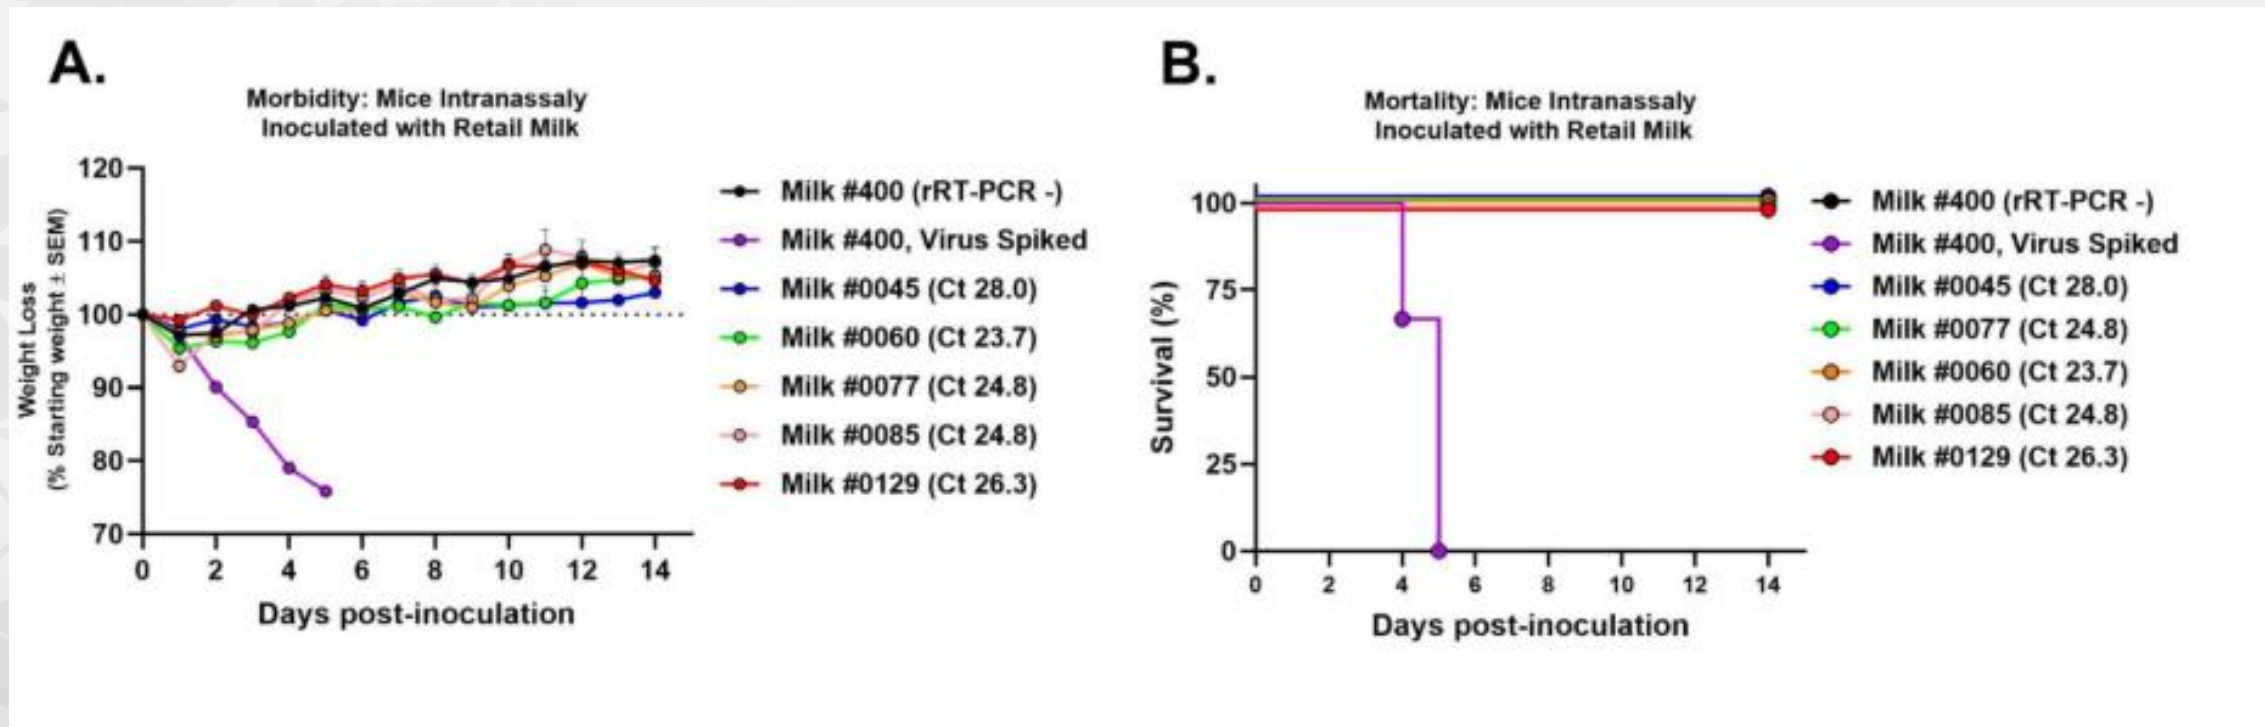 A.
Morbidity: Mice Intranassaly
Inoculated with Retail Milk
Weight Loss
(% Starting weight ± SEM)
120
110
100
90
80
70
0 2 4 6 8 10 12 14
Days post-inoculation
Milk #400 (rRT-PCR -)
Milk #400, Virus Spiked
Milk #0045 (Ct 28.0)
Milk #0060 (Ct 23.7)
Milk #0077 (Ct 24.8)
Milk #0085 (Ct 24.8)
Milk #0129 (Ct 26.3)
B.
Mortality: Mice Intranassaly
Inoculated with Retail Milk
Survival (%)
100
75
50
25
0
0 2 4 6 8 10 12 14
Days post-inoculation
Milk #400 (rRT-PCR -)
Milk #400, Virus Spiked
Milk #0045 (Ct 28.0)
Milk #0077 (Ct 24.8)
Milk #0060 (Ct 23.7)
Milk #0085 (Ct 24.8)
Milk #0129 (Ct 26.3)